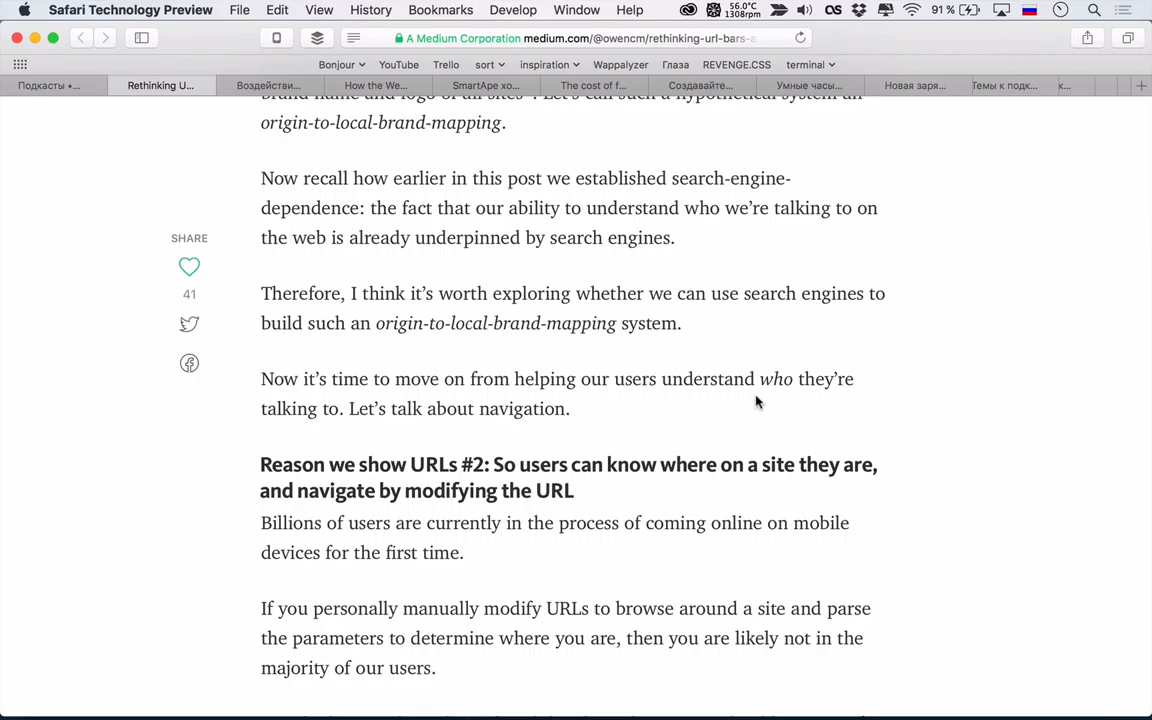 Safari Technology Preview File Edit View History Bookmarks Develop Window Help 56.0°C 1308rpm 91 %
A Medium Corporation medium.com/@owencm/rethinking-url-bars-a
Bonjour YouTube Trello sort inspiration Wappalyzer Глаза REVENGE.CSS terminal
Подкасты •... Rethinking U... Воздействи... How the We... SmartApe хо... The cost of f... Создавайте... Умные часы... Новая заря... Темы к подк... к...
brand name and logo of all sites
origin-to-local-brand-mapping.
Now recall how earlier in this post we established search-engine-
dependence: the fact that our ability to understand who we’re talking to on
the web is already underpinned by search engines.
SHARE
41
Therefore, I think it’s worth exploring whether we can use search engines to
build such an origin-to-local-brand-mapping system.
Now it’s time to move on from helping our users understand who they’re
talking to. Let’s talk about navigation.
Reason we show URLs #2: So users can know where on a site they are,
and navigate by modifying the URL
Billions of users are currently in the process of coming online on mobile
devices for the first time.
If you personally manually modify URLs to browse around a site and parse
the parameters to determine where you are, then you are likely not in the
majority of our users.